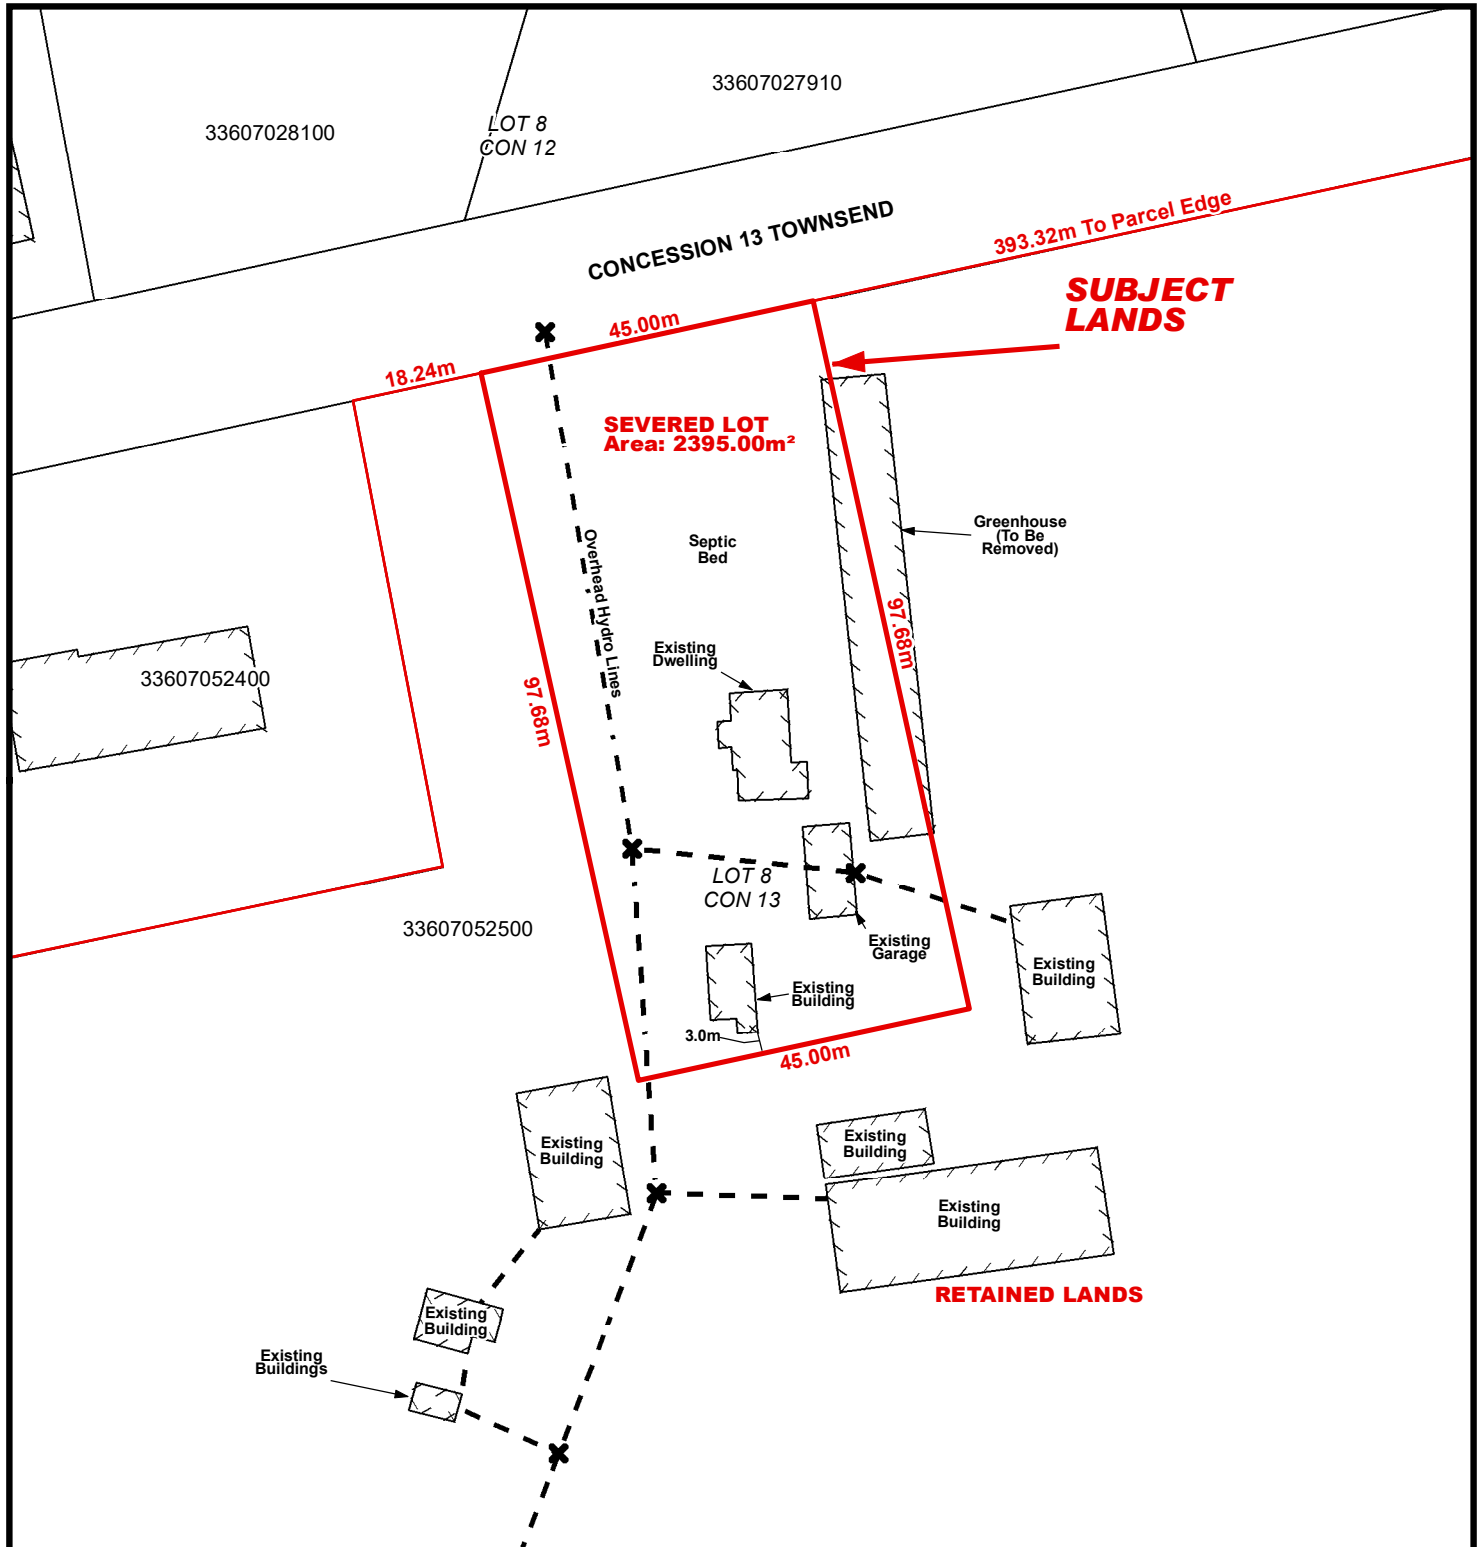 33607027910
33607028100
LOT 8
CON 12
CONCESSION 13 TOWNSEND
393.32m To Parcel Edge
SUBJECT
LANDS
45.00m
18.24m
SEVERED LOT
Area: 2395.00m²
Greenhouse
(To Be
Removed)
Septic
Bed
Overhead Hydro Lines
97.68m
Existing
Dwelling
33607052400
97.68m
LOT 8
CON 13
33607052500
Existing
Garage
Existing
Building
Existing
Building
3.0m
45.00m
Existing
Building
Existing
Building
Existing
Building
RETAINED LANDS
Existing
Building
Existing
Buildings